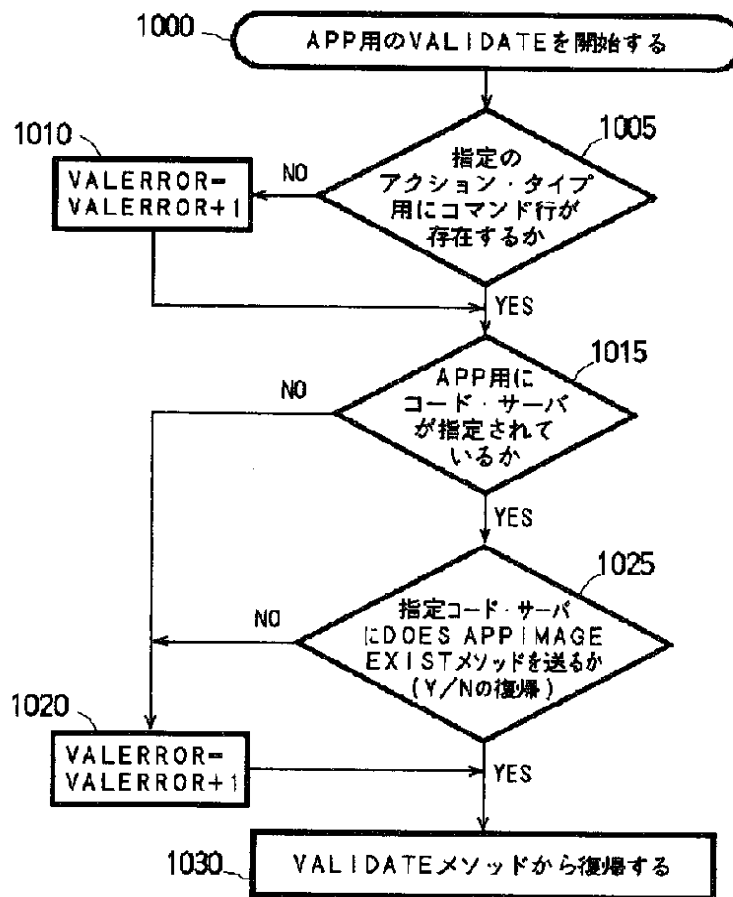 1000
APP用のVALIDATEを開始する
1005
指定の
アクション・タイプ
用にコマンド行が
存在するか
NO
1010
VALERROR=
VALERROR+1
YES
1015
APP用に
コード・サーバ
が指定されて
いるか
NO
YES
1025
指定コード・サーバ
にDOES APPIMAGE
EXISTメソッドを送るか
(Y/Nの復帰)
NO
1020
VALERROR=
VALERROR+1
YES
1030
VALIDATEメソッドから復帰する